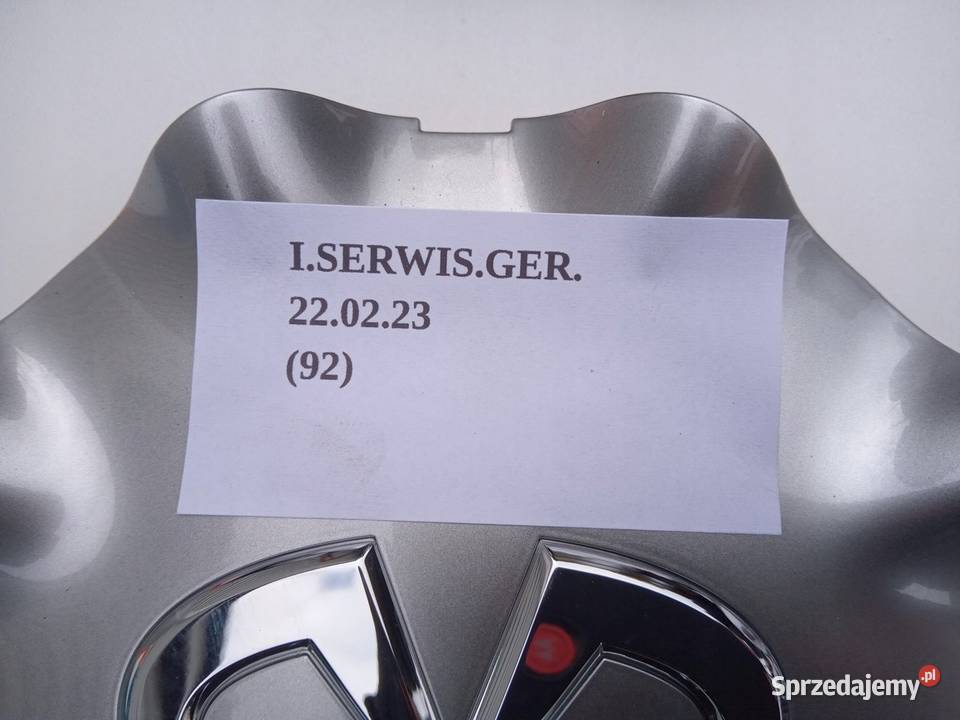 I.SERWIS.GER.
22.02.23
(92)
Sprzedajemy.pl